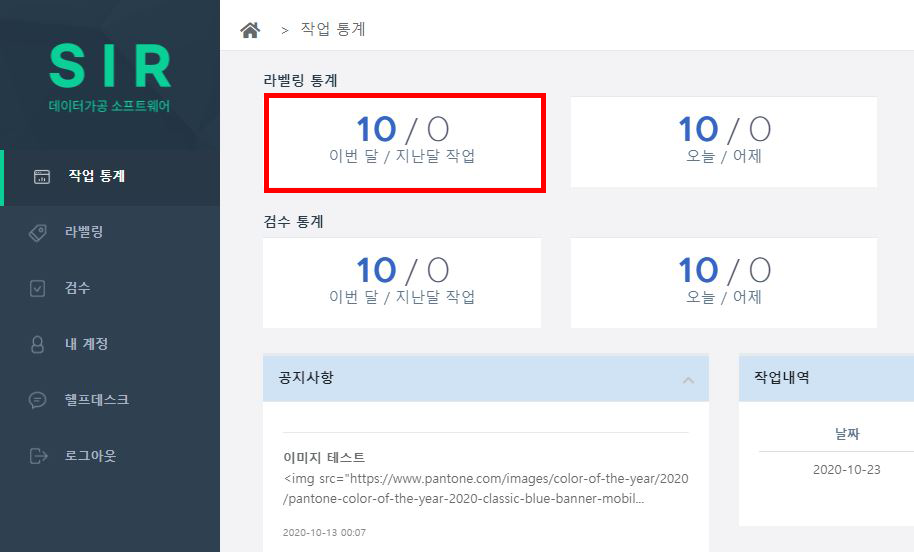 SIR
데이터가공 소프트웨어
작업 통계
라벨링
검수
내 계정
헬프데스크
로그아웃
> 작업 통계
라벨링 통계
10 / 0
이번 달 / 지난달 작업
10 / 0
오늘 / 어제
검수 통계
10 / 0
이번 달 / 지난달 작업
10 / 0
오늘 / 어제
공지사항
이미지 테스트
<img src="https://www.pantone.com/images/color-of-the-year/2020
/pantone-color-of-the-year-2020-classic-blue-banner-mobil...
2020-10-13 00:07
작업내역
날짜
2020-10-23